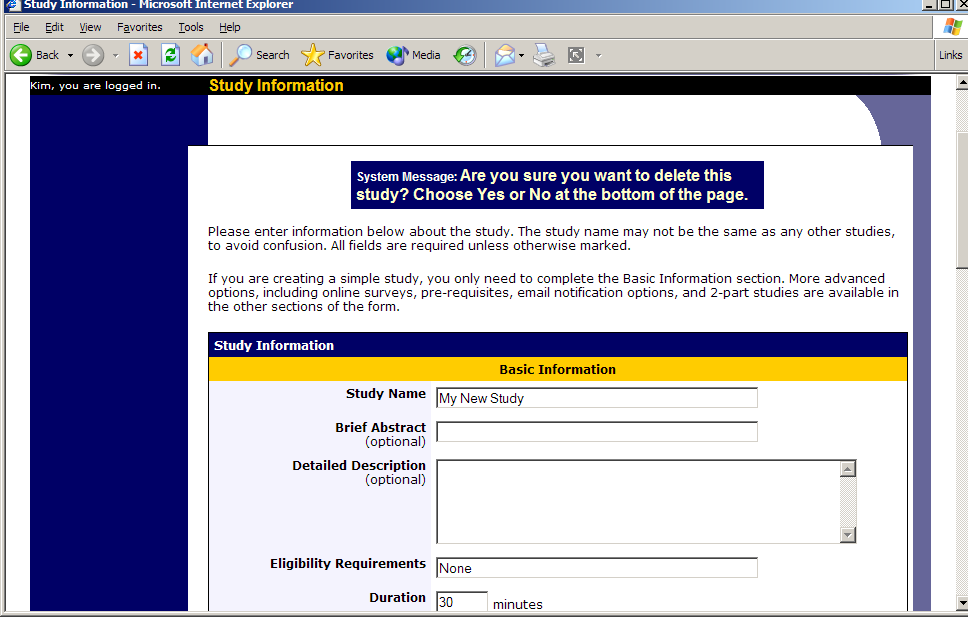 Study Information - Microsoft Internet Explorer
File Edit View Favorites Tools Help
Back Search Favorites Media Links
Kim, you are logged in. Study Information
System Message: Are you sure you want to delete this
study? Choose Yes or No at the bottom of the page.
Please enter information below about the study. The study name may not be the same as any other studies,
to avoid confusion. All fields are required unless otherwise marked.
If you are creating a simple study, you only need to complete the Basic Information section. More advanced
options, including online surveys, pre-requisites, email notification options, and 2-part studies are available in
the other sections of the form.
Study Information
Basic Information
Study Name My New Study
Brief Abstract
(optional)
Detailed Description
(optional)
Eligibility Requirements None
Duration 30 minutes